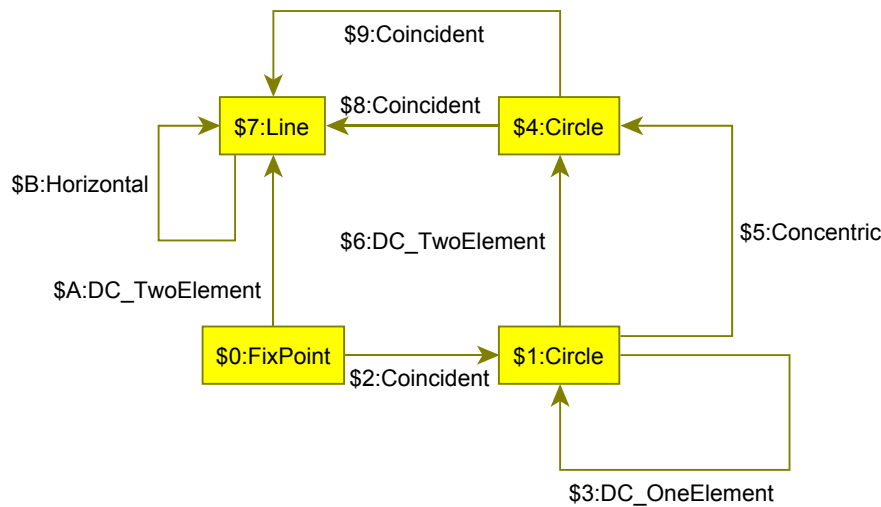 $9:Coincident
$8:Coincident
$7:Line
$4:Circle
$B:Horizontal
$5:Concentric
$6:DC_TwoElement
$A:DC_TwoElement
$0:FixPoint
$1:Circle
$2:Coincident
$3:DC_OneElement